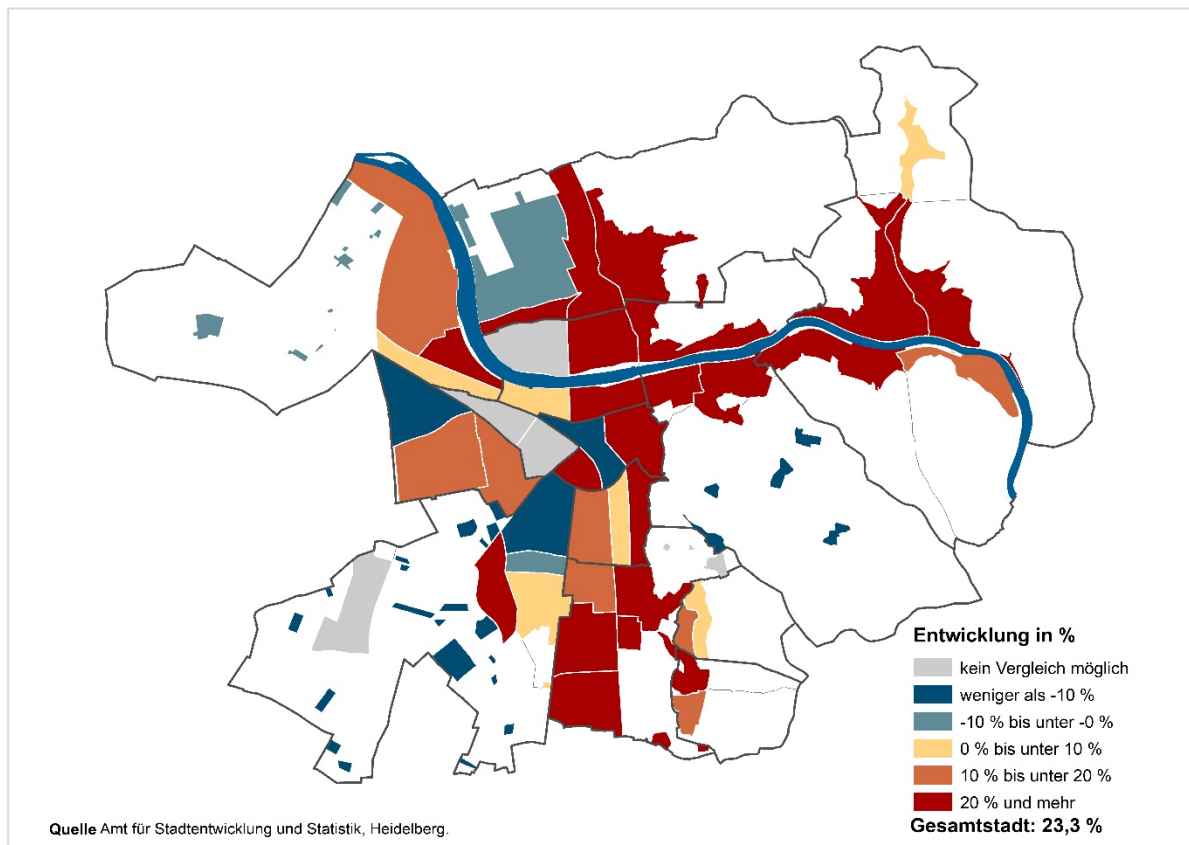 Entwicklung in %
kein Vergleich möglich
weniger als -10 %
-10 % bis unter -0 %
0 % bis unter 10 %
10 % bis unter 20 %
20 % und mehr
Gesamtstadt: 23,3 %
Quelle Amt für Stadtentwicklung und Statistik, Heidelberg.